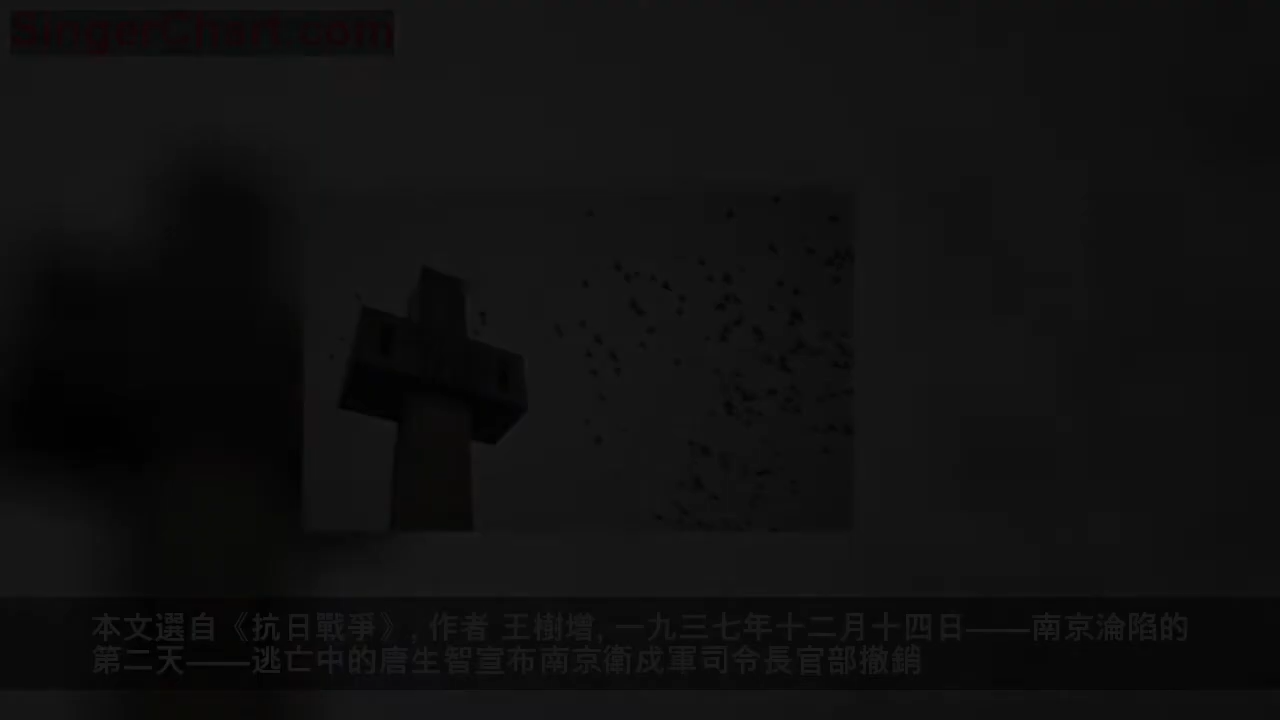 SingerChart.com
本文選自《抗日戰爭》, 作者 王樹增, 一九三七年十二月十四日——南京淪陷的
第二天——逃亡中的唐生智宣布南京衛戍軍司令長官部撤銷